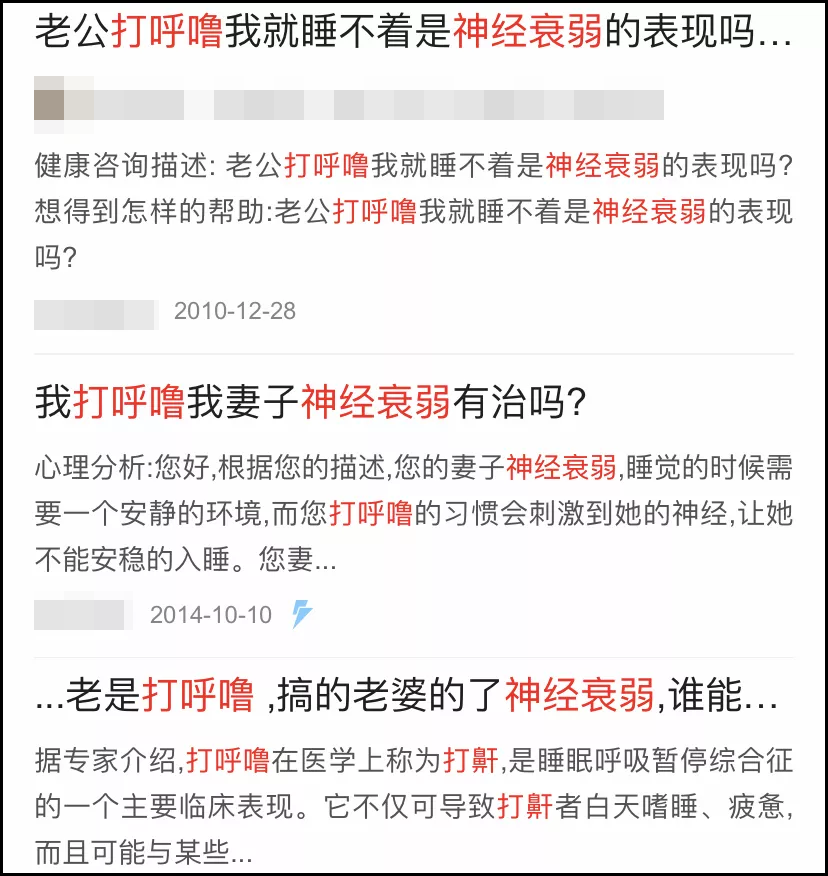 老公打呼噜我就睡不着是神经衰弱的表现吗...
健康咨询描述: 老公打呼噜我就睡不着是神经衰弱的表现吗?
想得到怎样的帮助:老公打呼噜我就睡不着是神经衰弱的表现
吗?
2010-12-28
我打呼噜我妻子神经衰弱有治吗?
心理分析:您好,根据您的描述,您的妻子神经衰弱,睡觉的时候需
要一个安静的环境,而您打呼噜的习惯会刺激到她的神经,让她
不能安稳的入睡。您妻...
2014-10-10
...老是打呼噜 ,搞的老婆的了神经衰弱,谁能...
据专家介绍,打呼噜在医学上称为打鼾,是睡眠呼吸暂停综合征
的一个主要临床表现。它不仅可导致打鼾者白天嗜睡、疲惫,
而且可能与某些...